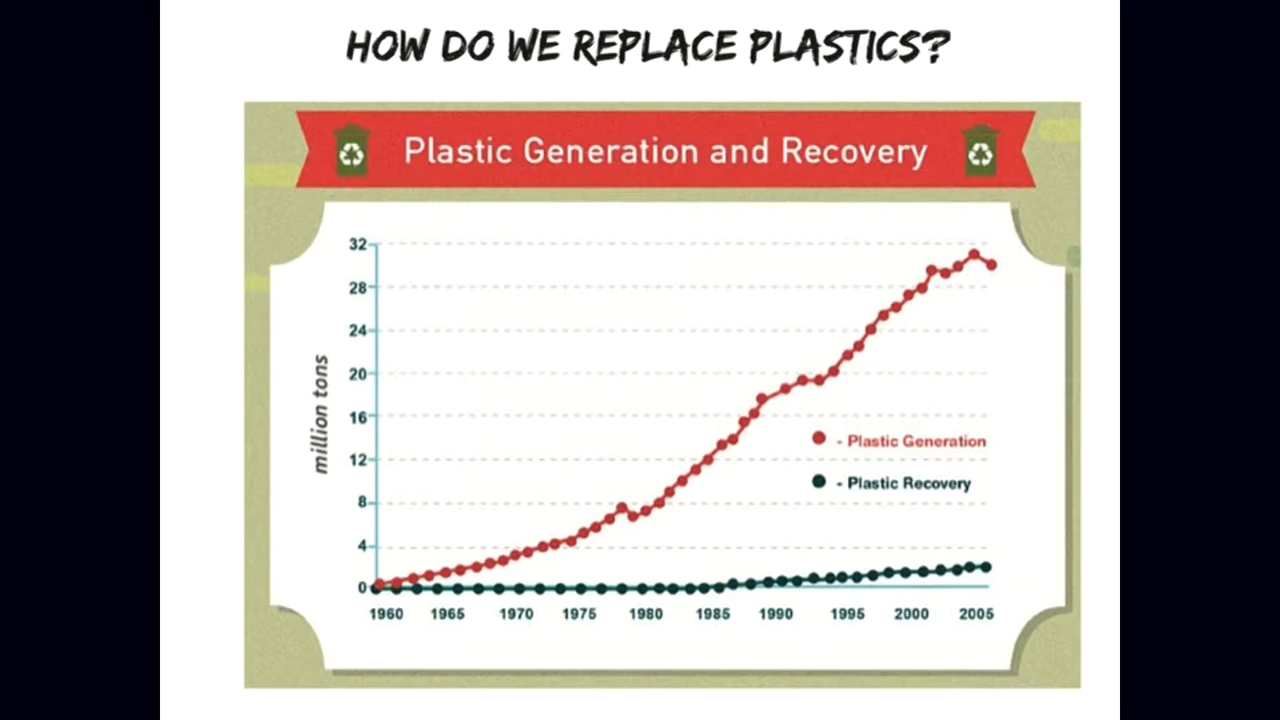 HOW DO WE REPLACE PLASTICS?
Plastic Generation and Recovery
million tons
32
28
24
20
16
12
8
4
0
- Plastic Generation
- Plastic Recovery
1960 1965 1970 1975 1980 1985 1990 1995 2000 2005